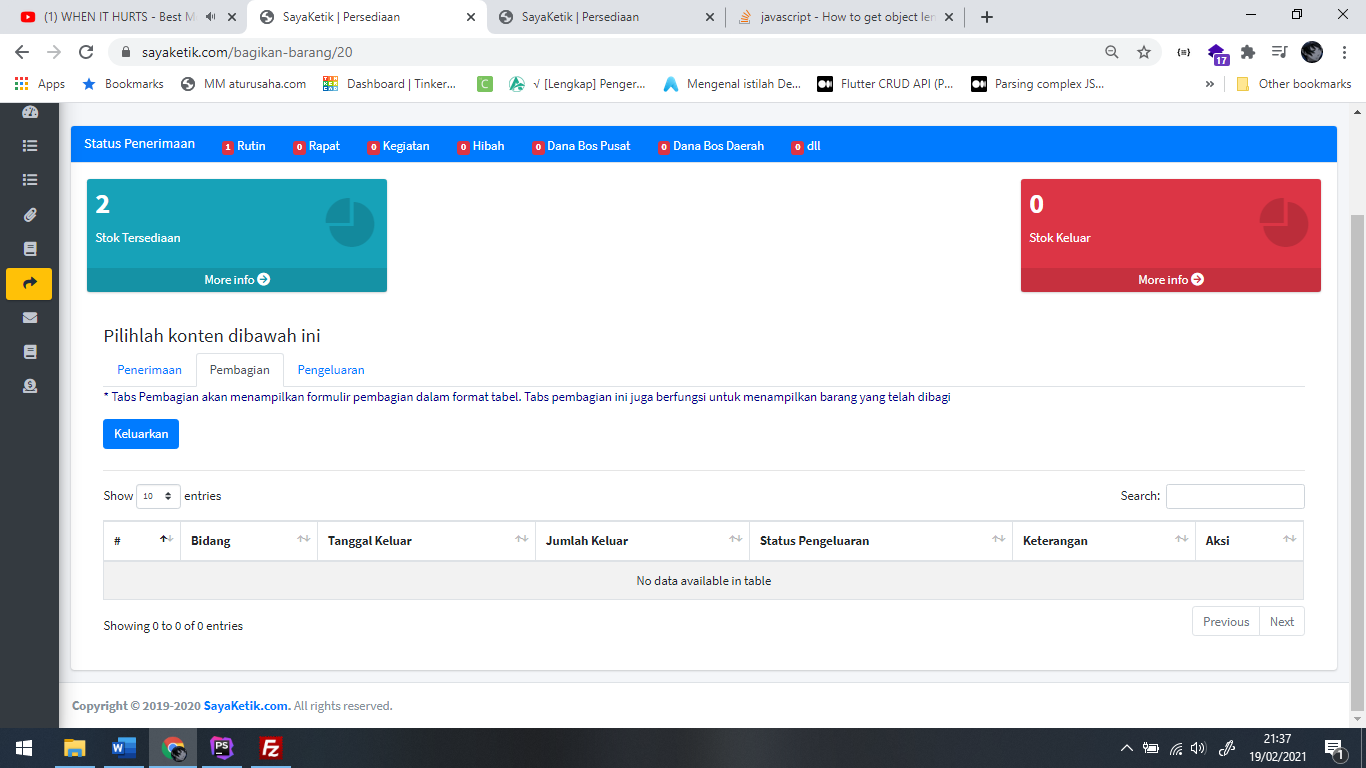 (1) WHEN IT HURTS - Best M
SayaKetik | Persediaan
SayaKetik | Persediaan
javascript - How to get object len
sayaketik.com/bagikan-barang/20
17
Apps
Bookmarks
MM aturusaha.com
Dashboard | Tinker...
C
√ [Lengkap] Penger...
Mengenal istilah De...
Flutter CRUD API (P...
Parsing complex JS...
»
Other bookmarks
Status Penerimaan
1 Rutin
0 Rapat
0 Kegiatan
0 Hibah
0 Dana Bos Pusat
0 Dana Bos Daerah
0 dll
2
Stok Tersediaan
More info
0
Stok Keluar
More info
Pilihlah konten dibawah ini
Penerimaan
Pembagian
Pengeluaran
* Tabs Pembagian akan menampilkan formulir pembagian dalam format tabel. Tabs pembagian ini juga berfungsi untuk menampilkan barang yang telah dibagi
Keluarkan
Show 10 entries
Search:
# Bidang Tanggal Keluar Jumlah Keluar Status Pengeluaran Keterangan Aksi
No data available in table
Showing 0 to 0 of 0 entries
Previous Next
Copyright © 2019-2020 SayaKetik.com. All rights reserved.
W
PS
Fz
21:37
19/02/2021
1